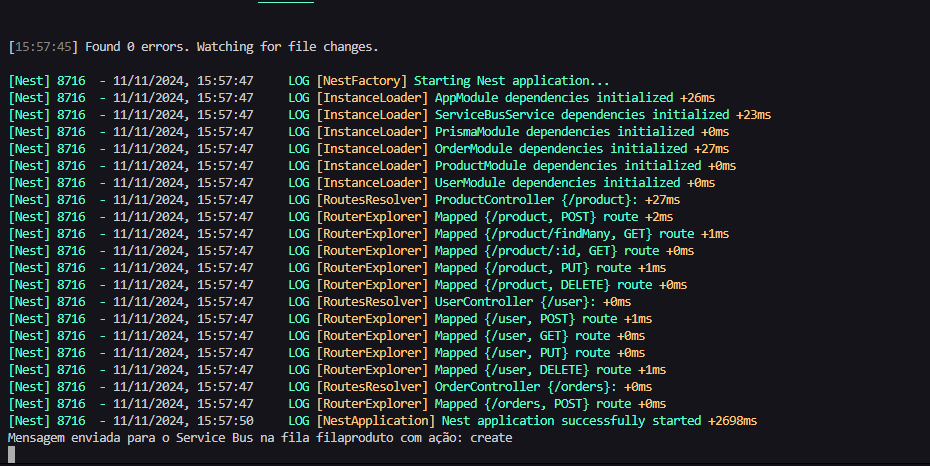 [15:57:45] Found 0 errors. Watching for file changes.
[Nest] 8716  - 11/11/2024, 15:57:47     LOG [NestFactory] Starting Nest application...
[Nest] 8716  - 11/11/2024, 15:57:47     LOG [InstanceLoader] AppModule dependencies initialized +26ms
[Nest] 8716  - 11/11/2024, 15:57:47     LOG [InstanceLoader] ServiceBusService dependencies initialized +23ms
[Nest] 8716  - 11/11/2024, 15:57:47     LOG [InstanceLoader] PrismaModule dependencies initialized +0ms
[Nest] 8716  - 11/11/2024, 15:57:47     LOG [InstanceLoader] OrderModule dependencies initialized +27ms
[Nest] 8716  - 11/11/2024, 15:57:47     LOG [InstanceLoader] ProductModule dependencies initialized +0ms
[Nest] 8716  - 11/11/2024, 15:57:47     LOG [InstanceLoader] UserModule dependencies initialized +0ms
[Nest] 8716  - 11/11/2024, 15:57:47     LOG [RoutesResolver] ProductController {/product}: +27ms
[Nest] 8716  - 11/11/2024, 15:57:47     LOG [RouterExplorer] Mapped {/product, POST} route +2ms
[Nest] 8716  - 11/11/2024, 15:57:47     LOG [RouterExplorer] Mapped {/product/findMany, GET} route +1ms
[Nest] 8716  - 11/11/2024, 15:57:47     LOG [RouterExplorer] Mapped {/product/:id, GET} route +0ms
[Nest] 8716  - 11/11/2024, 15:57:47     LOG [RouterExplorer] Mapped {/product, PUT} route +1ms
[Nest] 8716  - 11/11/2024, 15:57:47     LOG [RouterExplorer] Mapped {/product, DELETE} route +0ms
[Nest] 8716  - 11/11/2024, 15:57:47     LOG [RoutesResolver] UserController {/user}: +0ms
[Nest] 8716  - 11/11/2024, 15:57:47     LOG [RouterExplorer] Mapped {/user, POST} route +1ms
[Nest] 8716  - 11/11/2024, 15:57:47     LOG [RouterExplorer] Mapped {/user, GET} route +0ms
[Nest] 8716  - 11/11/2024, 15:57:47     LOG [RouterExplorer] Mapped {/user, PUT} route +0ms
[Nest] 8716  - 11/11/2024, 15:57:47     LOG [RouterExplorer] Mapped {/user, DELETE} route +1ms
[Nest] 8716  - 11/11/2024, 15:57:47     LOG [RoutesResolver] OrderController {/orders}: +0ms
[Nest] 8716  - 11/11/2024, 15:57:47     LOG [RouterExplorer] Mapped {/orders, POST} route +0ms
[Nest] 8716  - 11/11/2024, 15:57:50     LOG [NestApplication] Nest application successfully started +2698ms
Mensagem enviada para o Service Bus na fila filaproduto com ação: create